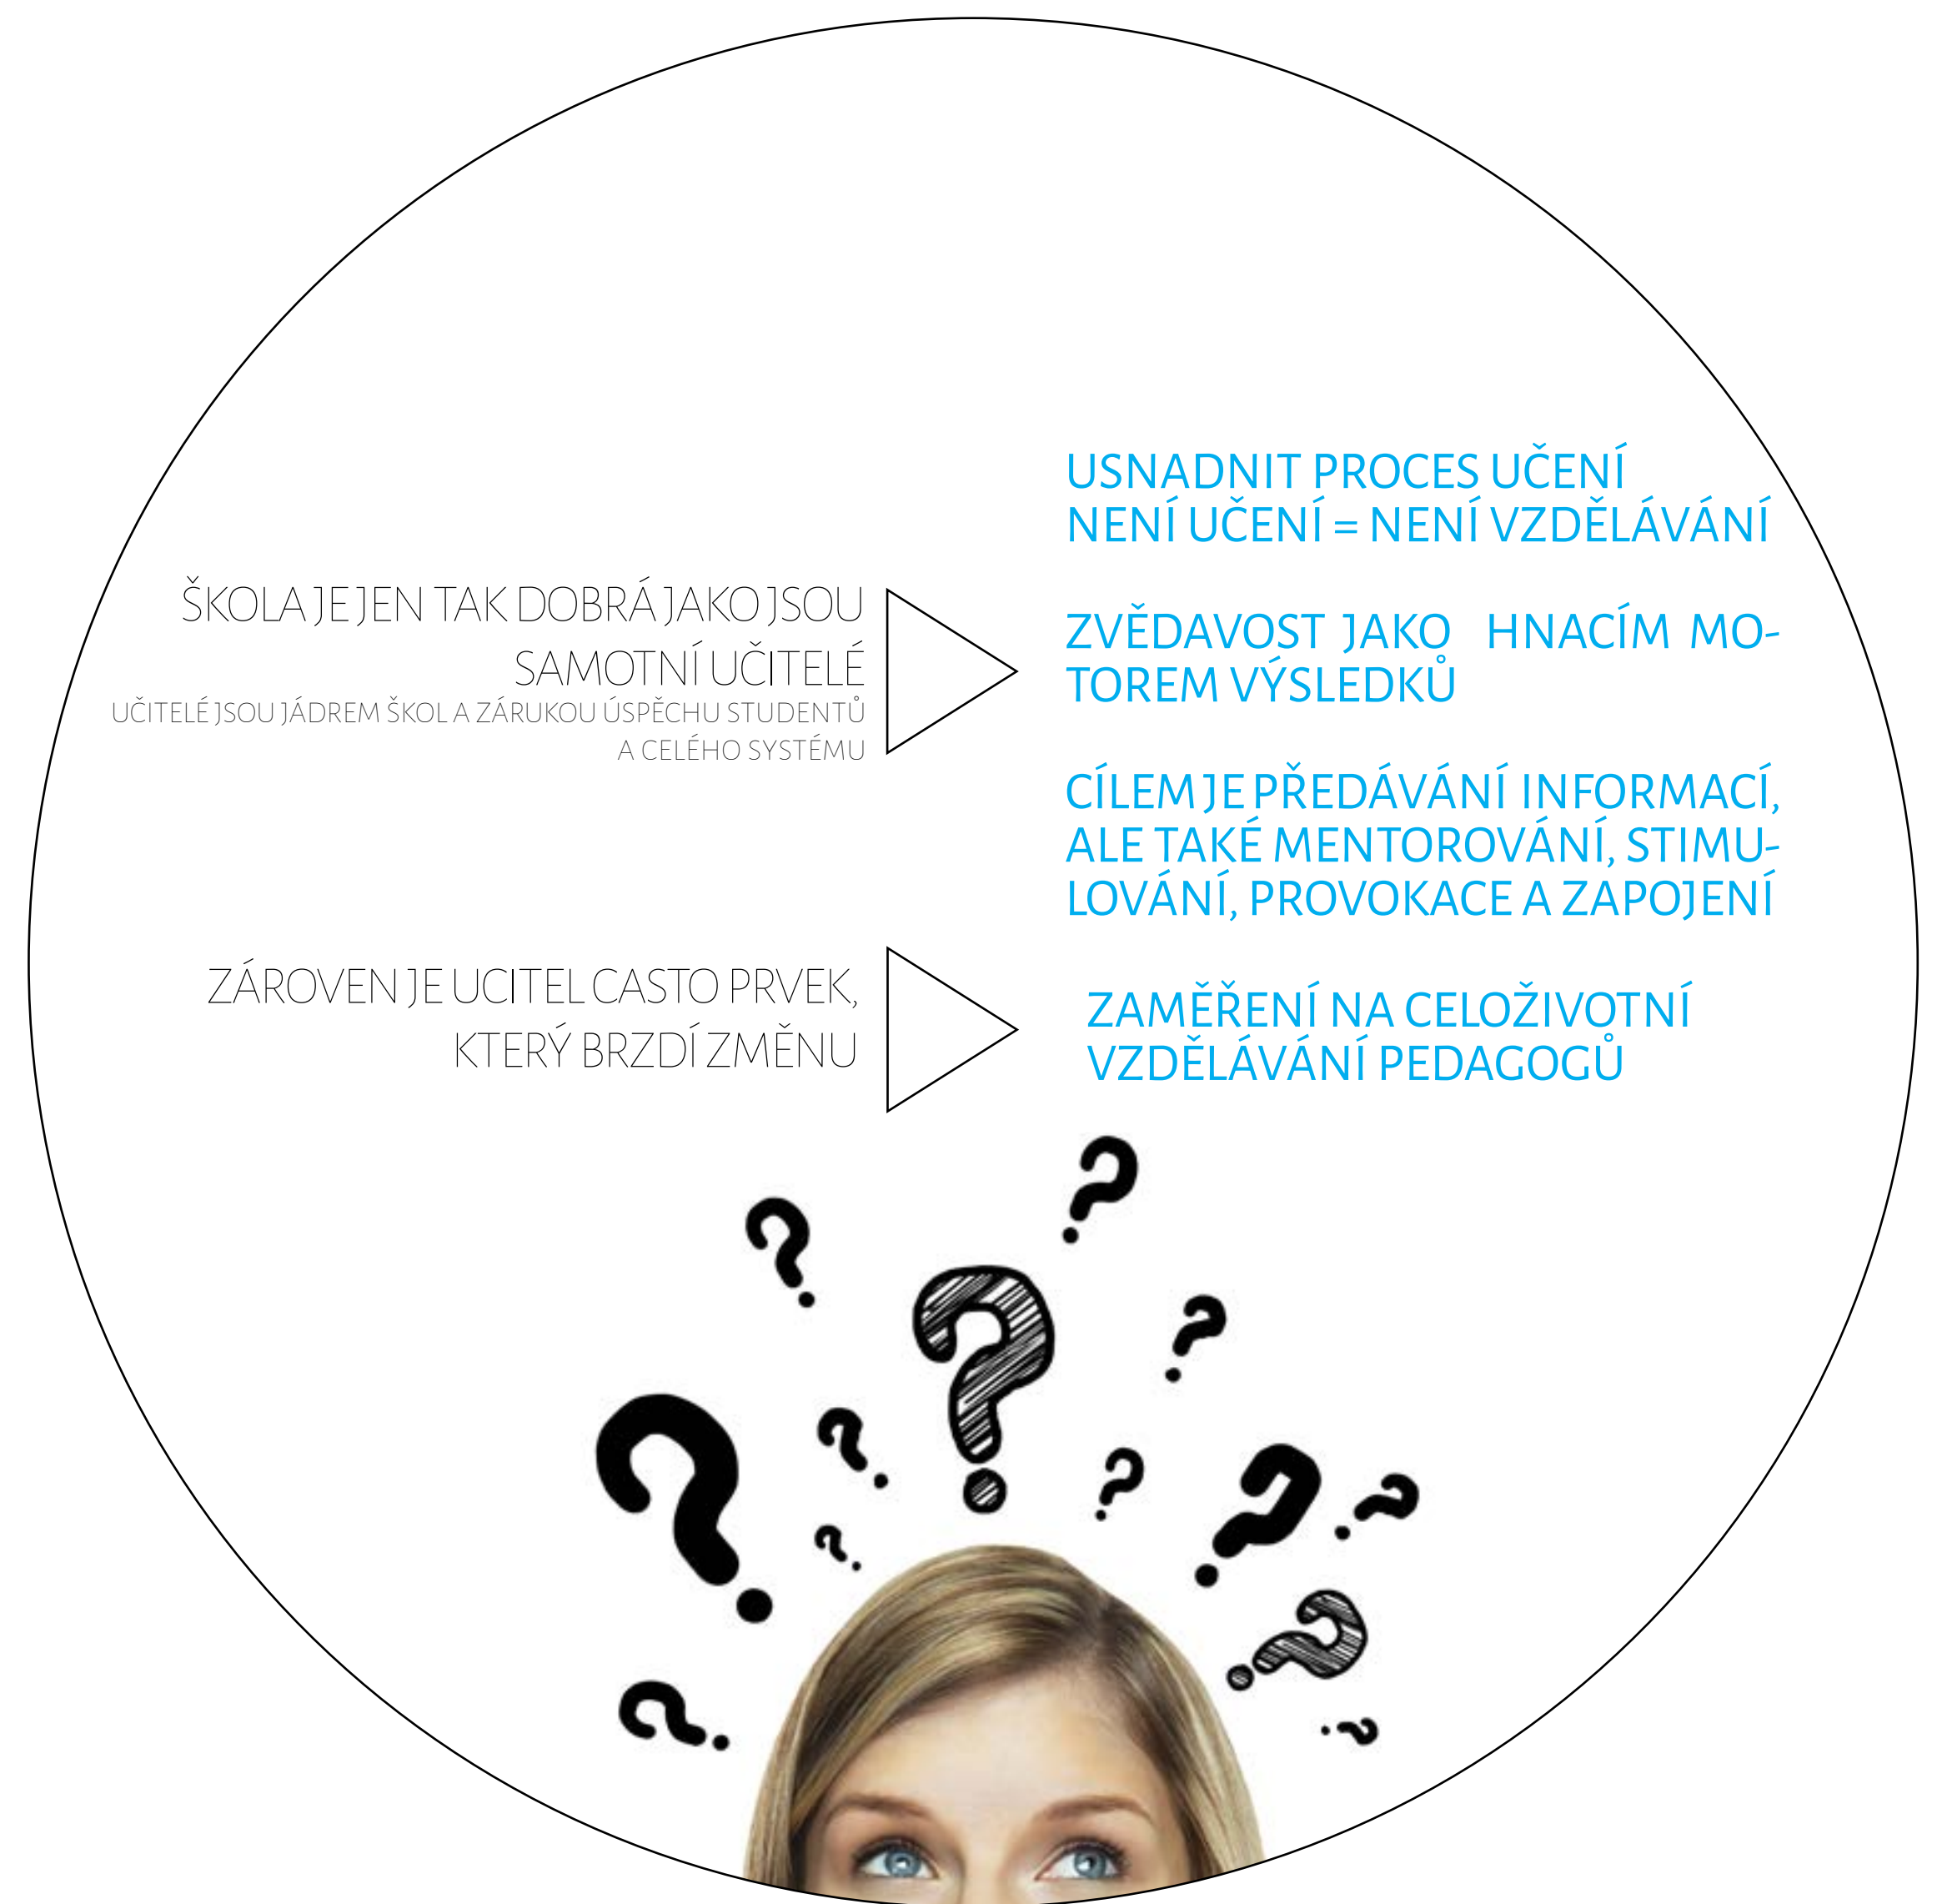 ŠKOLA JE JEN TAK DOBRÁ JAKO JSOU
SAMOTNÍ UČITELÉ
UČITELÉ JSOU JÁDREM ŠKOL A ZÁRUKOU ÚSPĚCHU STUDENTŮ
A CELÉHO SYSTÉMU
USNADNIT PROCES UČENÍ
NENÍ UČENÍ = NENÍ VZDĚLÁVÁNÍ
ZVĚDAVOST JAKO HNACÍM MO-
TOREM VÝSLEDKŮ
CÍLEM JE PŘEDÁVÁNÍ INFORMACÍ,
ALE TAKÉ MENTOROVÁNÍ, STIMU-
LOVÁNÍ, PROVOKACE A ZAPOJENÍ
ZÁROVEN JE UCITEL CASTO PRVEK,
KTERÝ BRZDÍ ZMĚNU
ZAMĚŘENÍ NA CELOŽIVOTNÍ
VZDĚLÁVÁNÍ PEDAGOGŮ